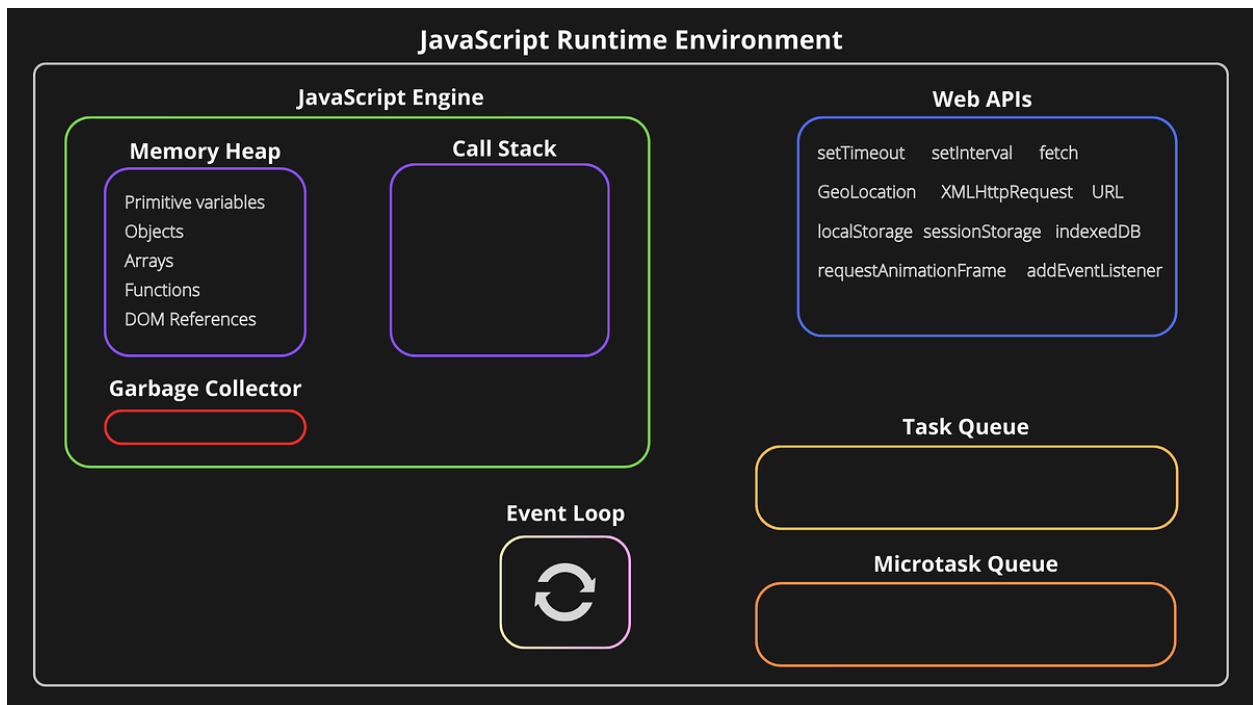 JavaScript Runtime Environment
JavaScript Engine
Memory Heap
Primitive variables
Objects
Arrays
Functions
DOM References
Call Stack
Garbage Collector
Web APIs
setTimeout setInterval fetch
GeoLocation XMLHttpRequest URL
localStorage sessionStorage indexedDB
requestAnimationFrame addEventListener
Task Queue
Event Loop
Microtask Queue